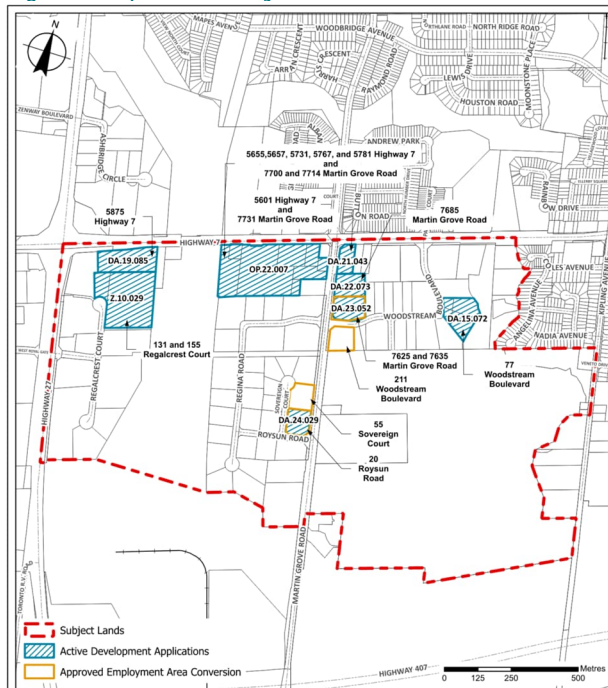 N
MAPES AVENUE
WOODBRIDGE AVENUE
NORTH RIDGE ROAD
CRESCENT
RAYMOND ROAD
LEWIS DRIVE
MOONSTONE PLACE
HOUSTON ROAD
ZENWAY BOULEVARD
ASHBRIDGE
CIRCLE
ANDREW PARK
5655,5657, 5731, 5767, and 5781 Highway 7
and
7700 and 7714 Martin Grove Road
5601 Highway 7
and
7731 Martin Grove Road
7685
Martin Grove Road
5875
Highway 7
HIGHWAY 7
DA.19.085
DA.21.043
OP.22.007
DA.22.073
Z.10.029
DA.23.052
DA.15.072
WOODSTREAM
BOULEVARD
ANGELINA AVENUE
NADIA AVENUE
KIPLING AVENUE
131 and 155
Regalcrest Court
7625 and 7635
Martin Grove Road
77
Woodstream
Boulevard
211
Woodstream
Boulevard
REGALCREST COURT
REGINA ROAD
SOVEREIGN
COURT
HIGHWAY 27
DA.24.029
55
Sovereign
Court
ROYSUN ROAD
20
Roysun
Road
MARTIN GROVE ROAD
Subject Lands
Active Development Applications
Approved Employment Area Conversion
HIGHWAY 407
Metres
0 125 250 500